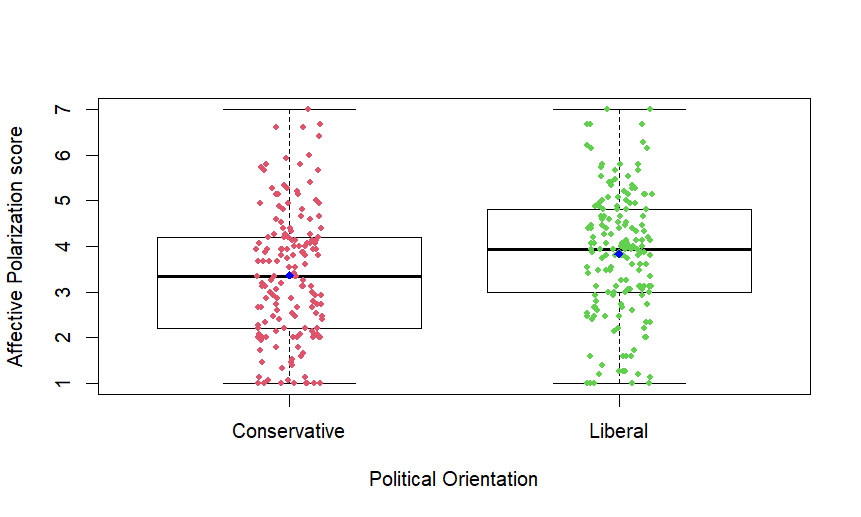 Affective Polarization score
7
6
5
4
3
2
1
Conservative
Liberal
Political Orientation